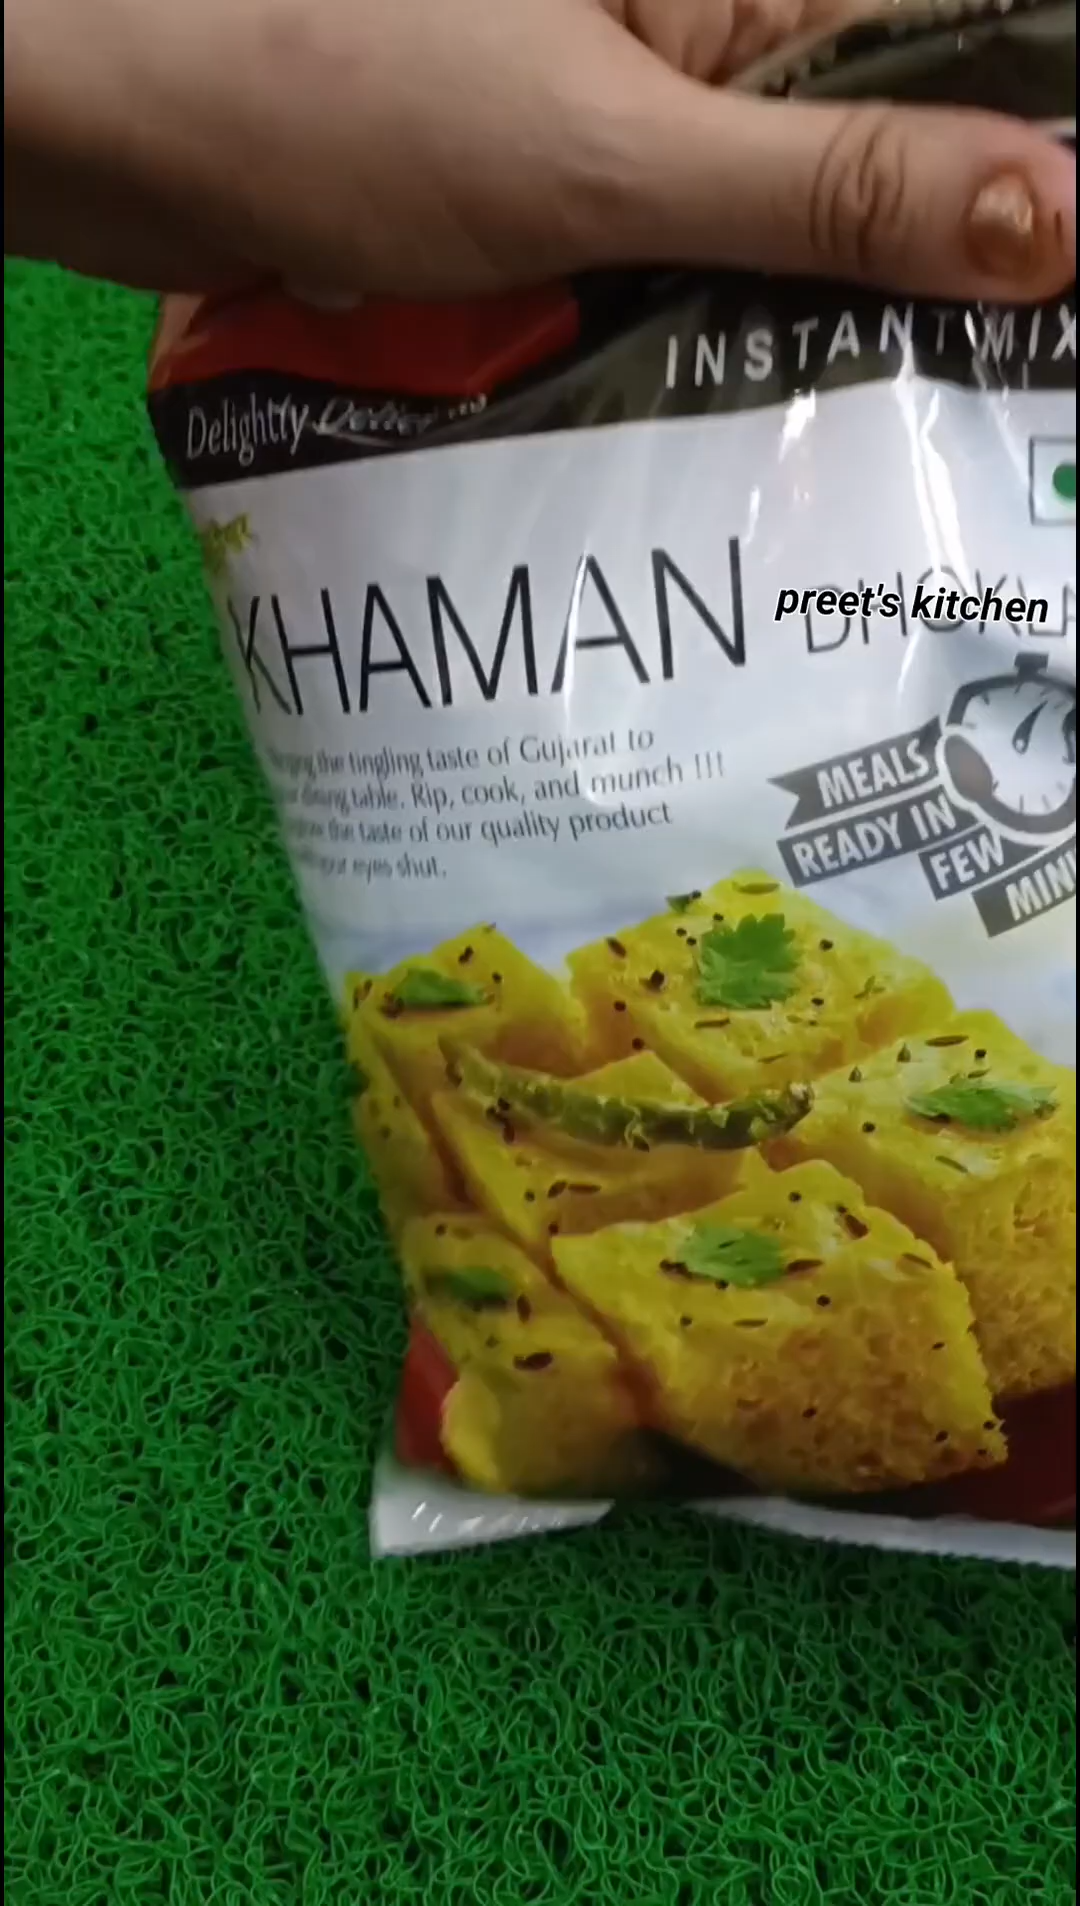 INSTANT MIX
Delightly
KHAMAN
preet's kitchen
the tingling taste of Gujarat to
table. Rip, cook, and munch !!!
the taste of our quality product
eyes shut.
MEALS
READY IN
FEW